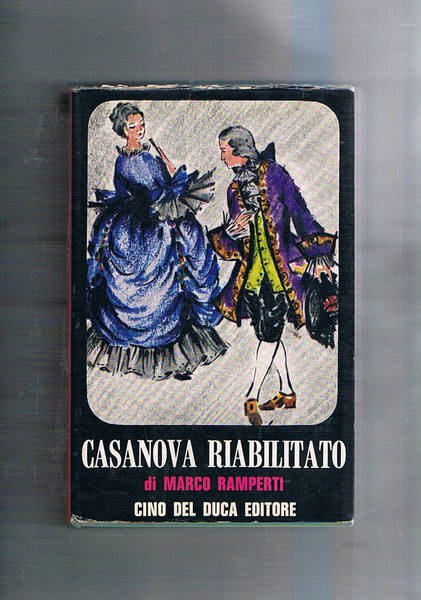 CASANOVA RIABILITATO
di MARCO RAMPERTI
CINO DEL DUCA EDITORE